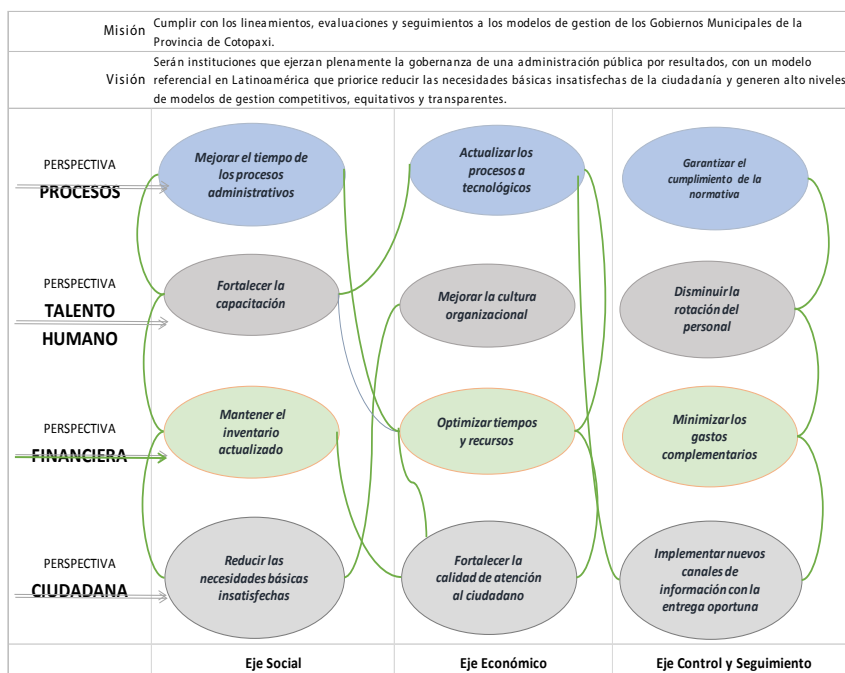 Misión
Cumplir con los lineamientos, evaluaciones y seguimientos a los modelos de gestion de los Gobiernos Municipales de la
Provincia de Cotopaxi.
Visión
Serán instituciones que ejerzan plenamente la gobernanza de una administración pública por resultados, con un modelo
referencial en Latinoamérica que priorice reducir las necesidades básicas insatisfechas de la ciudadanía y generen alto niveles
de modelos de gestion competitivos, equitativos y transparentes.
PERSPECTIVA
PROCESOS
Mejorar el tiempo de
los procesos
administrativos
Actualizar los
procesos a
tecnológicos
Garantizar el
cumplimiento de la
normativa
PERSPECTIVA
TALENTO
HUMANO
Fortalecer la
capacitación
Mejorar la cultura
organizacional
Disminuir la
rotación del
personal
PERSPECTIVA
FINANCIERA
Mantener el
inventario
actualizado
Optimizar tiempos
y recursos
Minimizar los
gastos
complementarios
PERSPECTIVA
CIUDADANA
Reducir las
necesidades básicas
insatisfechas
Fortalecer la
calidad de atención
al ciudadano
Implementar nuevos
canales de
información con la
entrega oportuna
Eje Social
Eje Económico
Eje Control y Seguimiento